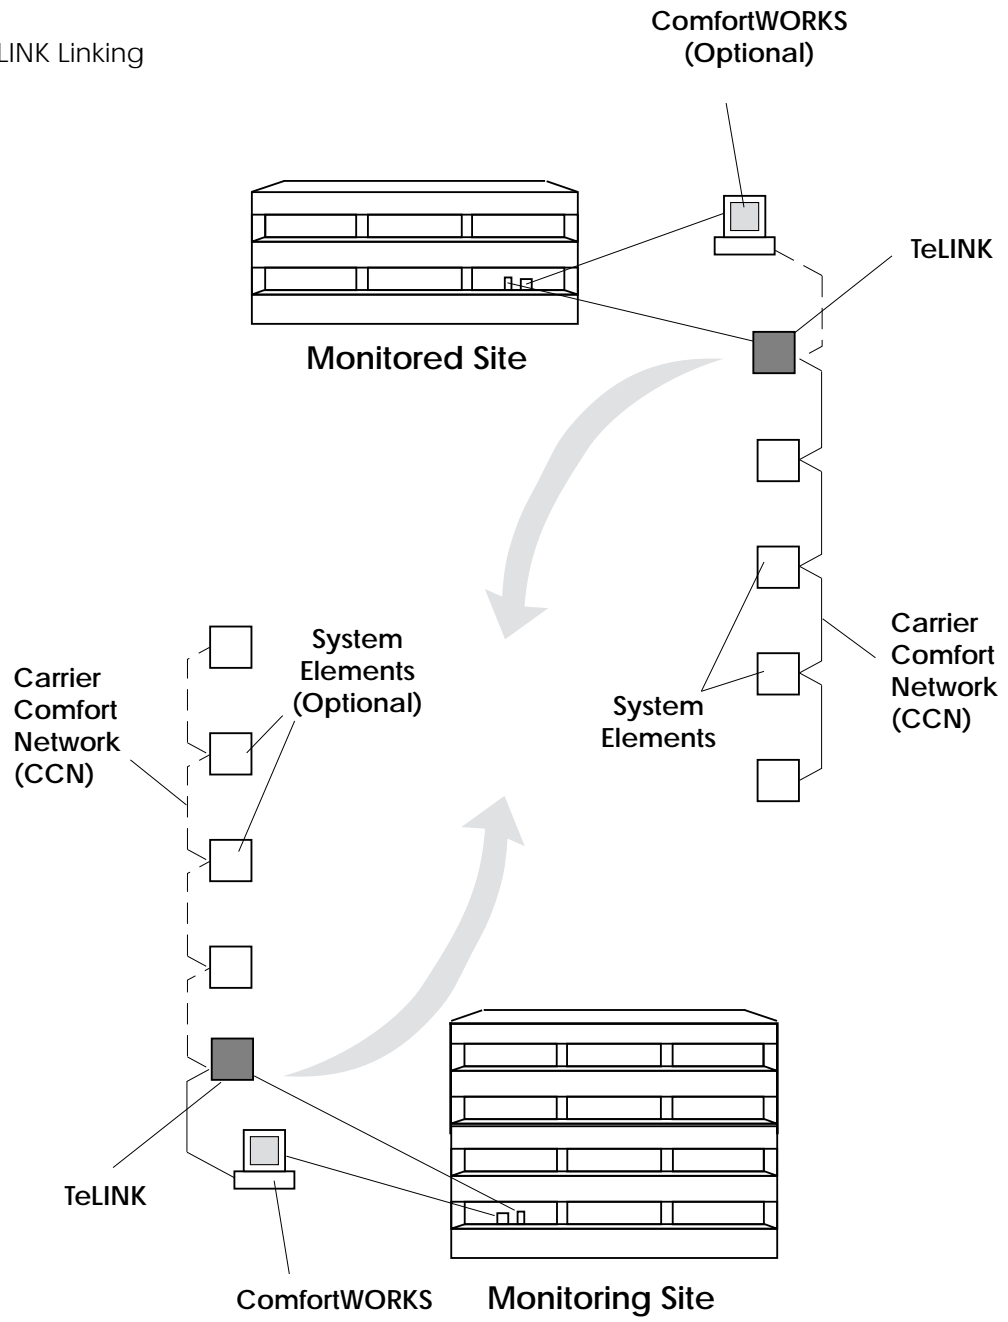 LINK Linking
ComfortWORKS
(Optional)
TeLINK
Monitored Site
Carrier
Comfort
Network
(CCN)
System
Elements
System
Elements
(Optional)
Carrier
Comfort
Network
(CCN)
TeLINK
ComfortWORKS
Monitoring Site